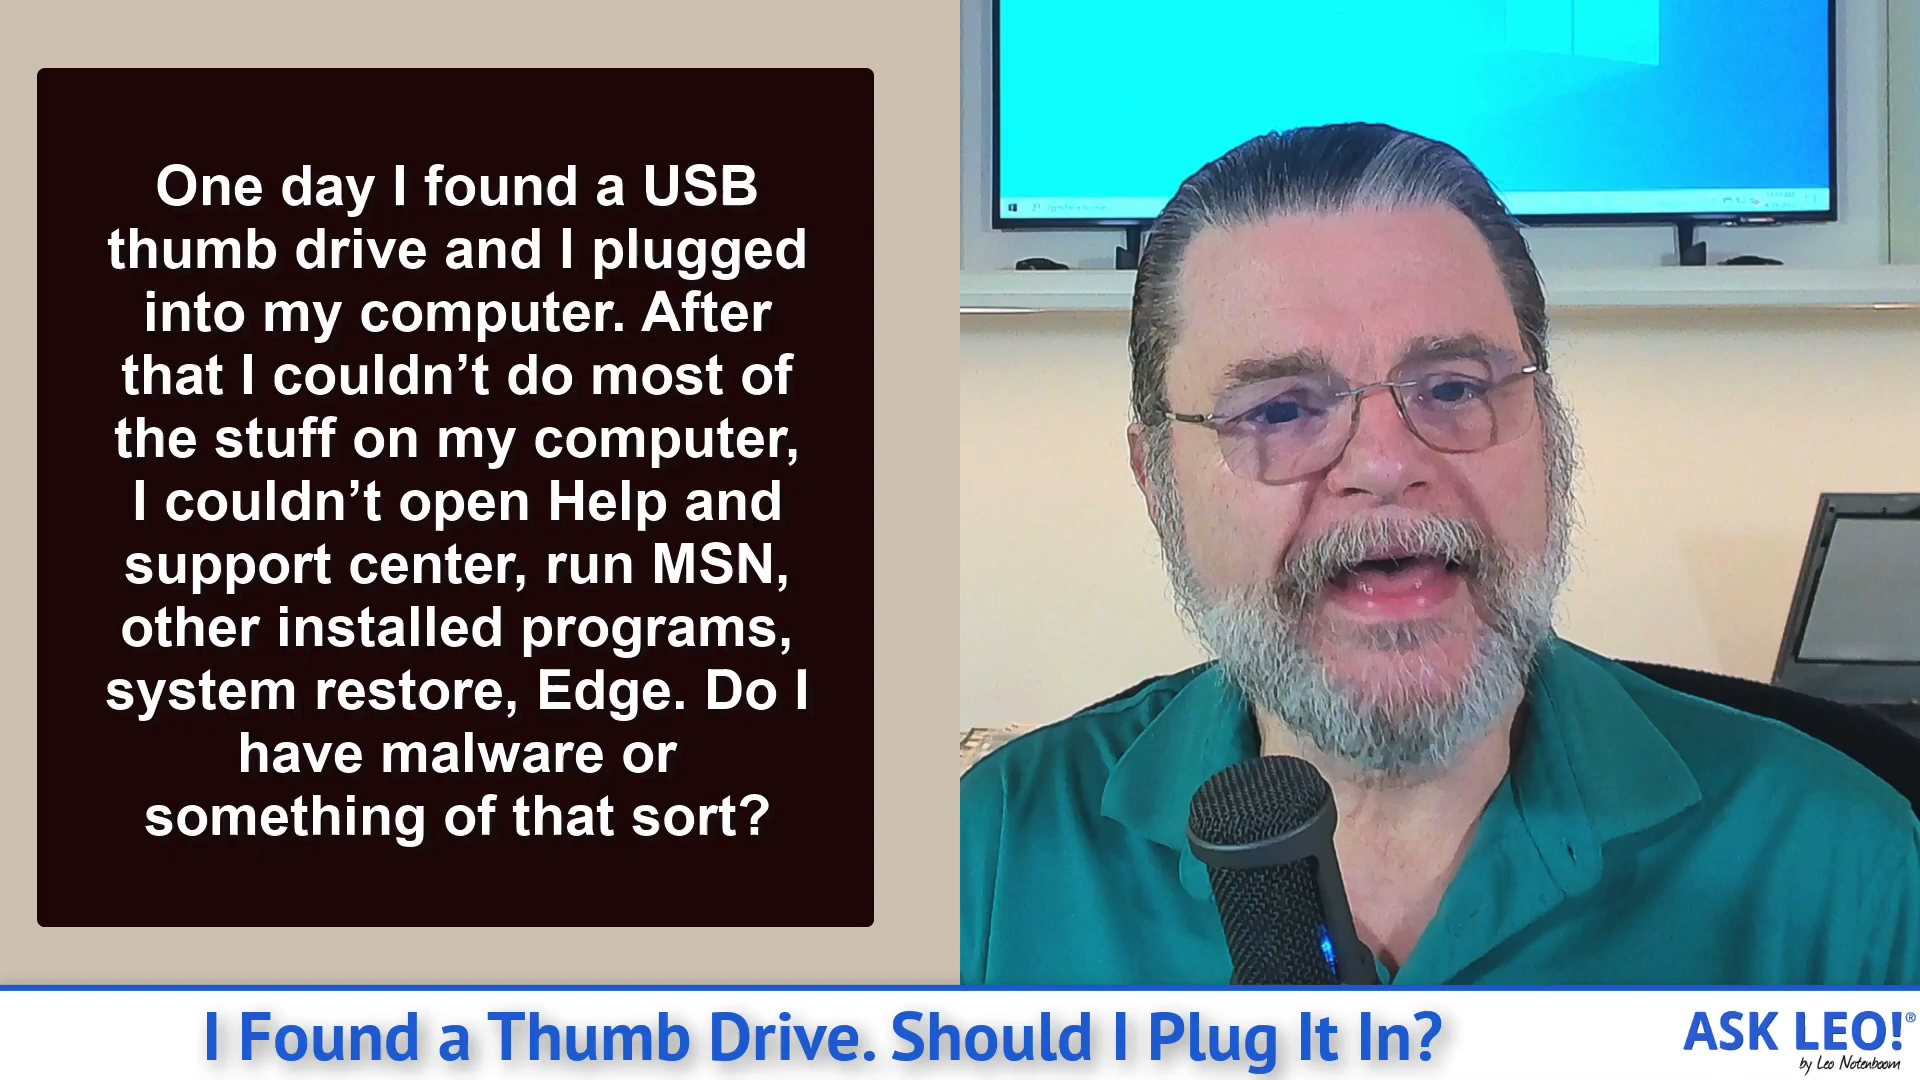 One day I found a USB
thumb drive and I plugged
into my computer. After
that I couldn’t do most of
the stuff on my computer,
I couldn’t open Help and
support center, run MSN,
other installed programs,
system restore, Edge. Do I
have malware or
something of that sort?
I Found a Thumb Drive. Should I Plug It In?
ASK LEO!®
by Leo Notenboom